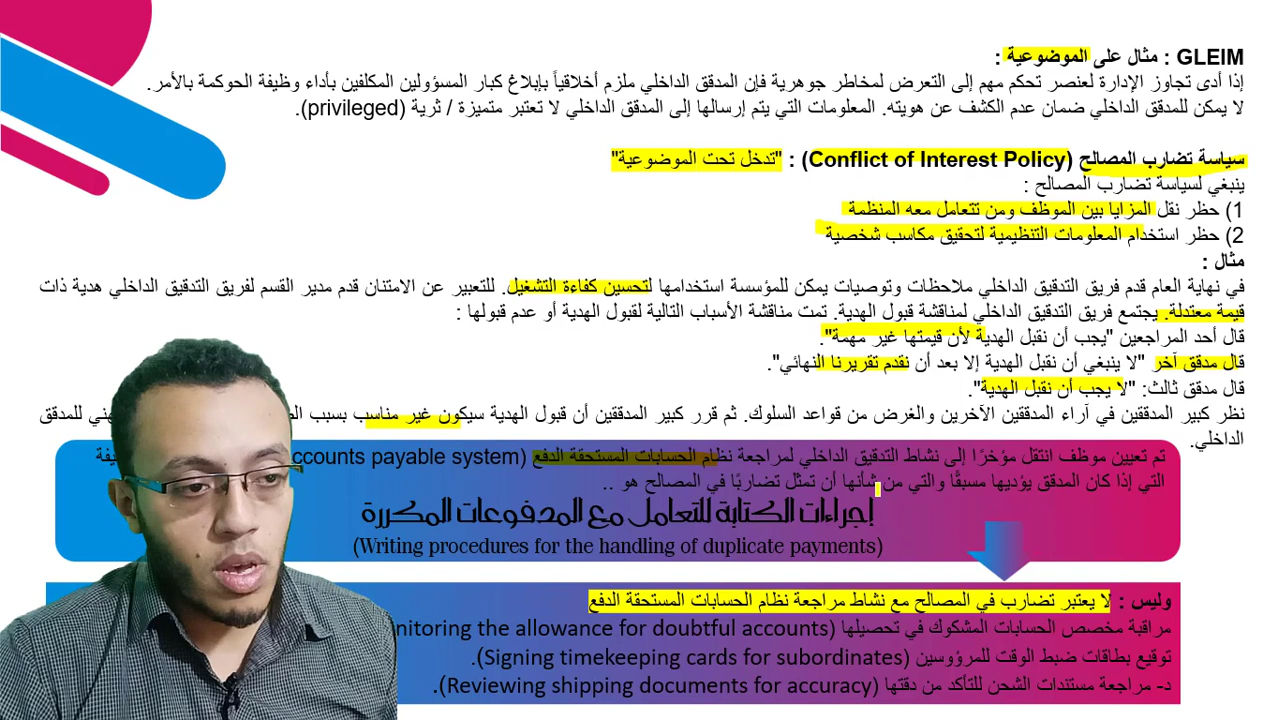 GLEIM : مثال على الموضوعية :
إذا أدى تجاوز الإدارة لعنصر تحكم مهم إلى التعرض لمخاطر جوهرية فإن المدقق الداخلي ملزم أخلاقياً بإبلاغ كبار المسؤولين المكلفين بأداء وظيفة الحوكمة بالأمر.
لا يمكن للمدقق الداخلي ضمان عدم الكشف عن هويته. المعلومات التي يتم إرسالها إلى المدقق الداخلي لا تعتبر متميزة / ثرية (privileged).
سياسة تضارب المصالح (Conflict of Interest Policy) : "تدخل تحت الموضوعية"
ينبغي لسياسة تضارب المصالح :
1) حظر نقل المزايا بين الموظف ومن تتعامل معه المنظمة
2) حظر استخدام المعلومات التنظيمية لتحقيق مكاسب شخصية
مثال :
في نهاية العام قدم فريق التدقيق الداخلي ملاحظات وتوصيات يمكن للمؤسسة استخدامها لتحسين كفاءة التشغيل. للتعبير عن الامتنان قدم مدير القسم لفريق التدقيق الداخلي هدية ذات
قيمة معتدلة. يجتمع فريق التدقيق الداخلي لمناقشة قبول الهدية. تمت مناقشة الأسباب التالية لقبول الهدية أو عدم قبولها :
قال أحد المراجعين "يجب أن نقبل الهدية لأن قيمتها غير مهمة".
قال مدقق آخر "لا ينبغي أن نقبل الهدية إلا بعد أن نقدم تقريرنا النهائي".
قال مدقق ثالث: "لا يجب أن نقبل الهدية".
نظر كبير المدققين في آراء المدققين الآخرين والغرض من قواعد السلوك. ثم قرر كبير المدققين أن قبول الهدية سيكون غير مناسب بسبب هني للمدقق
الداخلي.
تم تعيين موظف انتقل مؤخرًا إلى نشاط التدقيق الداخلي لمراجعة نظام الحسابات المستحقة الدفع (ccounts payable system
التي إذا كان المدقق يؤديها مسبقًا والتي من شأنها أن تمثل تضاربًا في المصالح هو ..
إجراءات الكتابة للتعامل مع المدفوعات المكررة
(Writing procedures for the handling of duplicate payments)
وليس : لا يعتبر تضارب في المصالح مع نشاط مراجعة نظام الحسابات المستحقة الدفع
مراقبة مخصص الحسابات المشكوك في تحصيلها (nitoring the allowance for doubtful accounts
توقيع بطاقات ضبط الوقت للمرؤوسين (Signing timekeeping cards for subordinates).
د- مراجعة مستندات الشحن للتأكد من دقتها (Reviewing shipping documents for accuracy).